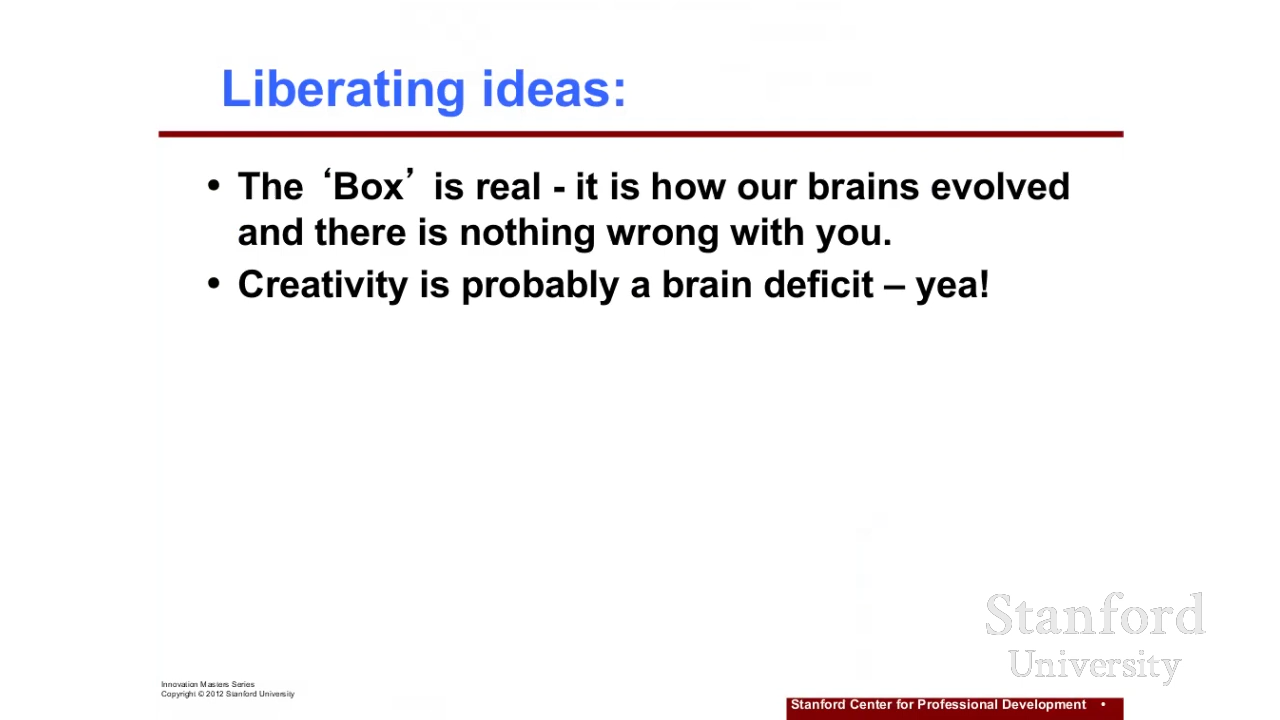 Liberating ideas:
• The ‘Box’ is real - it is how our brains evolved
and there is nothing wrong with you.
• Creativity is probably a brain deficit – yea!
Stanford
University
Innovation Masters Series
Copyright © 2012 Stanford University
Stanford Center for Professional Development •